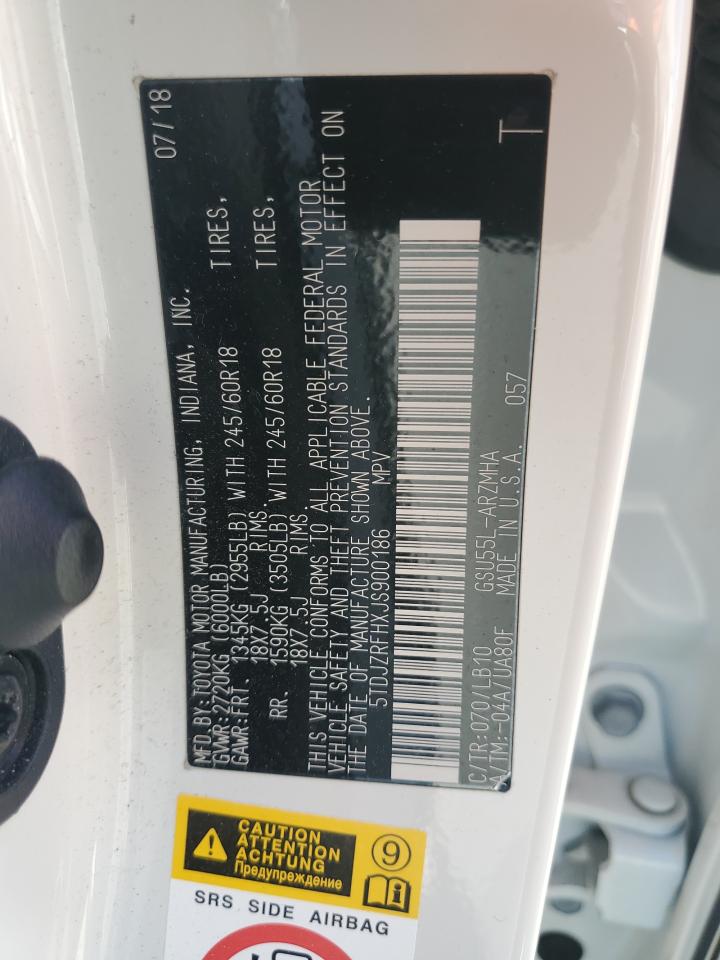 MFD.BY:TOYOTA MOTOR MANUFACTURING, INDIANA, INC. 07/18
GVWR:2720KG (6000LB)
GAWR:FRT. 1345KG (2955LB) WITH 245/60R18 TIRES,
18X7.5J RIMS.
RR. 1590KG (3505LB) WITH 245/60R18 TIRES,
18X7.5J RIMS.
THIS VEHICLE CONFORMS TO ALL APPLICABLE FEDERAL MOTOR
VEHICLE SAFETY AND THEFT PREVENTION STANDARDS IN EFFECT ON
THE DATE OF MANUFACTURE SHOWN ABOVE.
5TDJZRFHXJS900186 MPV
C/TR:070/LB10 GSU55L-ARZMHA
A/TM:-04A/UA80F MADE IN U.S.A. 057 T
CAUTION
ATTENTION
ACHTUNG
Предупреждение
9
i
SRS SIDE AIRBAG